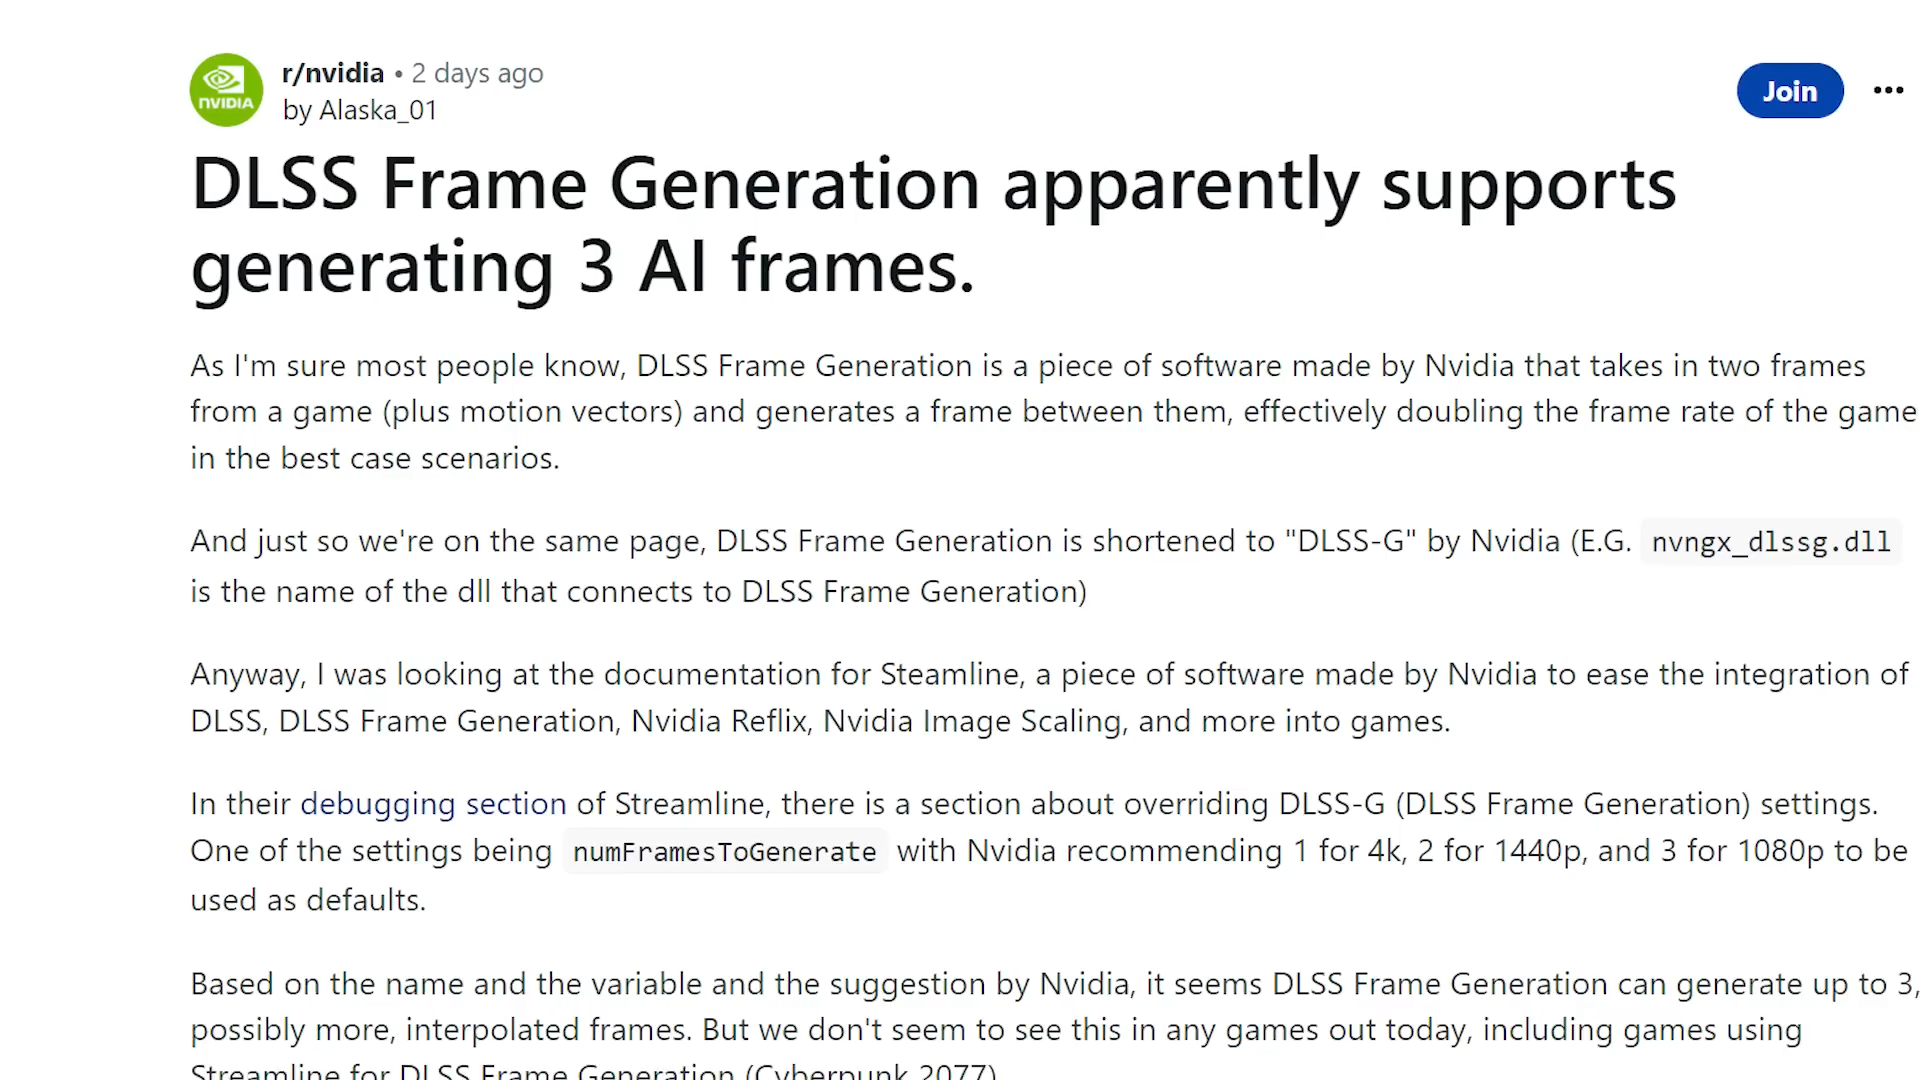 r/nvidia • 2 days ago
by Alaska_01
Join
NVIDIA
DLSS Frame Generation apparently supports
generating 3 AI frames.
As I'm sure most people know, DLSS Frame Generation is a piece of software made by Nvidia that takes in two frames
from a game (plus motion vectors) and generates a frame between them, effectively doubling the frame rate of the game
in the best case scenarios.
And just so we're on the same page, DLSS Frame Generation is shortened to "DLSS-G" by Nvidia (E.G. nvngx_dlssg.dll
is the name of the dll that connects to DLSS Frame Generation)
Anyway, I was looking at the documentation for Steamline, a piece of software made by Nvidia to ease the integration of
DLSS, DLSS Frame Generation, Nvidia Reflix, Nvidia Image Scaling, and more into games.
In their debugging section of Streamline, there is a section about overriding DLSS-G (DLSS Frame Generation) settings.
One of the settings being numFramesToGenerate with Nvidia recommending 1 for 4k, 2 for 1440p, and 3 for 1080p to be
used as defaults.
Based on the name and the variable and the suggestion by Nvidia, it seems DLSS Frame Generation can generate up to 3,
possibly more, interpolated frames. But we don't seem to see this in any games out today, including games using
Streamline for DLSS Frame Generation (Cyberpunk 2077)